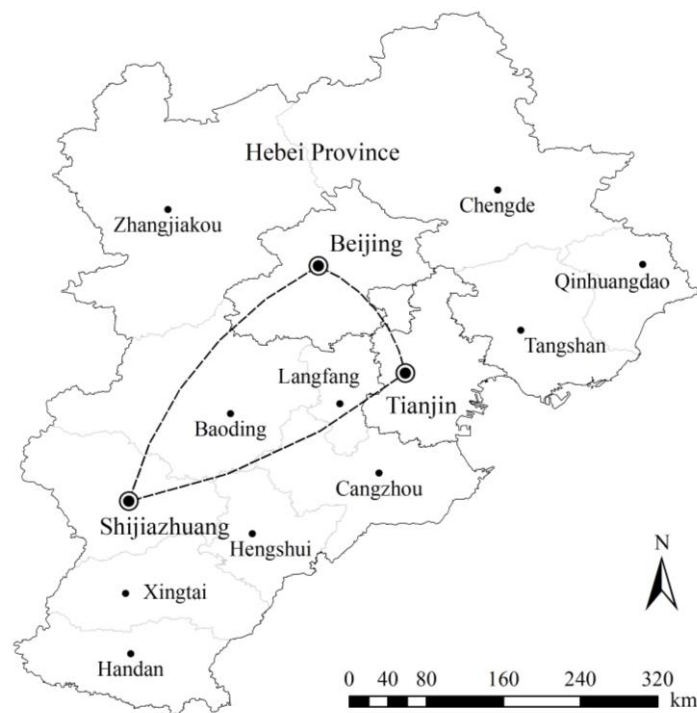 Hebei Province
Chengde
Zhangjiakou
Beijing
Qinhuangdao
Tangshan
Langfang
Tianjin
Baoding
Cangzhou
Shijiazhuang
Hengshui
N
Xingtai
Handan
0 40 80 160 240 320
km